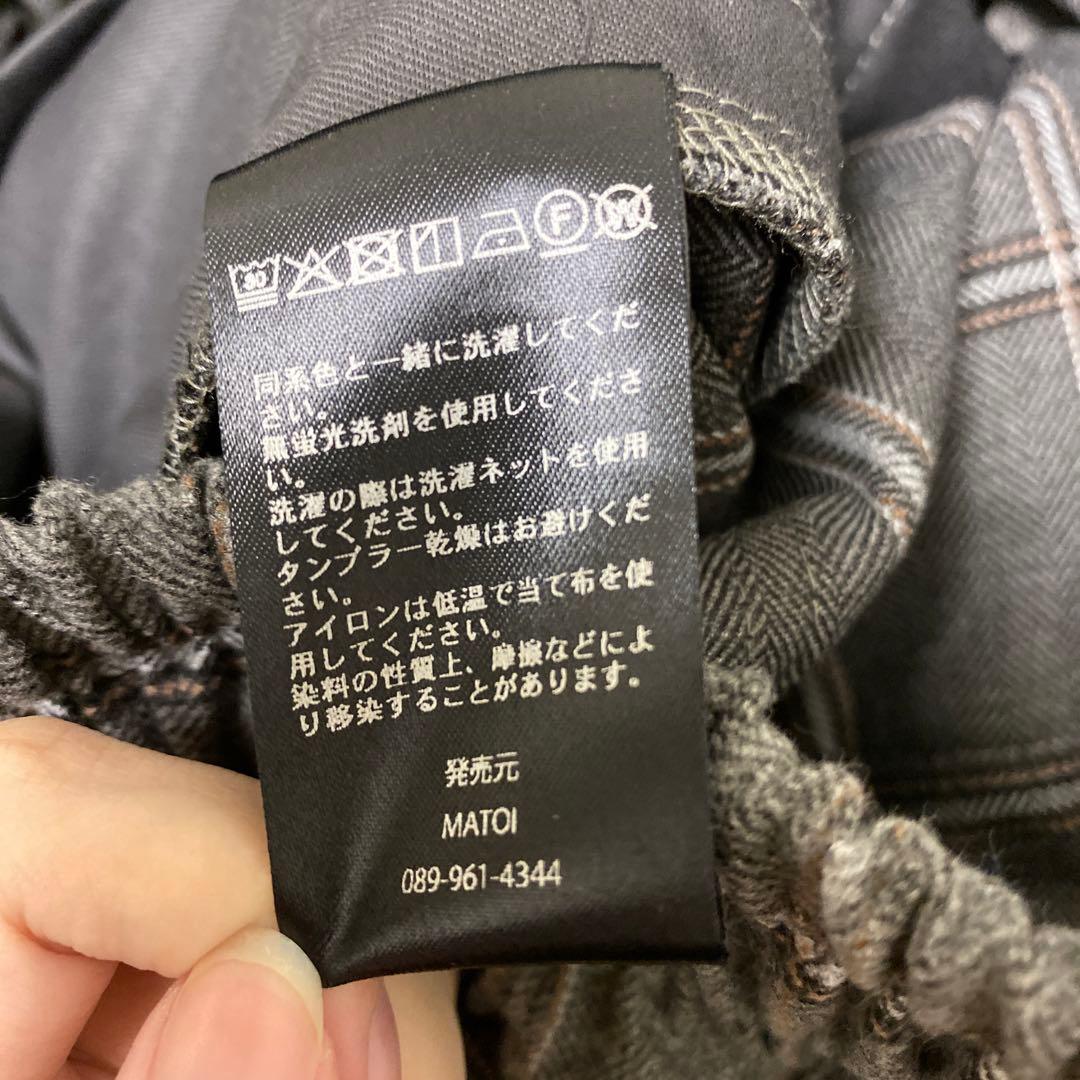 30 F W
同系色と一緒に洗濯してくだ
さい。
無蛍光洗剤を使用してくださ
い。
洗濯の際は洗濯ネットを使用
してください。
タンブラー乾燥はお避けくだ
さい。
アイロンは低温で当て布を使
用してください。
染料の性質上、摩擦などによ
り移染することがあります。
発売元
MATOI
089-961-4344